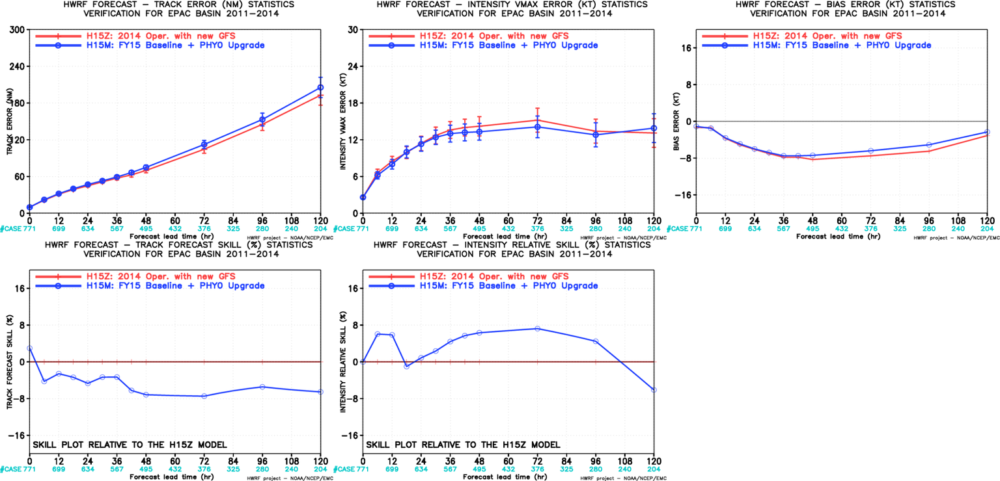 HWRF FORECAST – TRACK ERROR (NM) STATISTICS
VERIFICATION FOR EPAC BASIN 2011–2014
H15Z: 2014 Oper. with new GFS
H15M: FY15 Baseline + PHY0 Upgrade
TRACK ERROR (NM)
300
240
180
120
60
0
0 12 24 36 48 60 72 84 96 108 120
#CASE 771 699 634 567 495 432 376 325 280 240 204
Forecast lead time (hr)
HWRF project – NOAA/NCEP/EMC
HWRF FORECAST – INTENSITY VMAX ERROR (KT) STATISTICS
VERIFICATION FOR EPAC BASIN 2011–2014
H15Z: 2014 Oper. with new GFS
H15M: FY15 Baseline + PHY0 Upgrade
INTENSITY VMAX ERROR (KT)
30
24
18
12
6
0
0 12 24 36 48 60 72 84 96 108 120
#CASE 771 699 634 567 495 432 376 325 280 240 204
Forecast lead time (hr)
HWRF project – NOAA/NCEP/EMC
HWRF FORECAST – BIAS ERROR (KT) STATISTICS
VERIFICATION FOR EPAC BASIN 2011–2014
H15Z: 2014 Oper. with new GFS
H15M: FY15 Baseline + PHY0 Upgrade
BIAS ERROR (KT)
16
8
0
–8
–16
0 12 24 36 48 60 72 84 96 108 120
#CASE 771 699 634 567 495 432 376 325 280 240 204
Forecast lead time (hr)
HWRF project – NOAA/NCEP/EMC
HWRF FORECAST – TRACK FORECAST SKILL (%) STATISTICS
VERIFICATION FOR EPAC BASIN 2011–2014
H15Z: 2014 Oper. with new GFS
H15M: FY15 Baseline + PHY0 Upgrade
TRACK FORECAST SKILL (%)
16
8
0
–8
–16
SKILL PLOT RELATIVE TO THE H15Z MODEL
0 12 24 36 48 60 72 84 96 108 120
#CASE 771 699 634 567 495 432 376 325 280 240 204
Forecast lead time (hr)
HWRF project – NOAA/NCEP/EMC
HWRF FORECAST – INTENSITY RELATIVE SKILL (%) STATISTICS
VERIFICATION FOR EPAC BASIN 2011–2014
H15Z: 2014 Oper. with new GFS
H15M: FY15 Baseline + PHY0 Upgrade
INTENSITY RELATIVE SKILL (%)
16
8
0
–8
–16
SKILL PLOT RELATIVE TO THE H15Z MODEL
0 12 24 36 48 60 72 84 96 108 120
#CASE 771 699 634 567 495 432 376 325 280 240 204
Forecast lead time (hr)
HWRF project – NOAA/NCEP/EMC